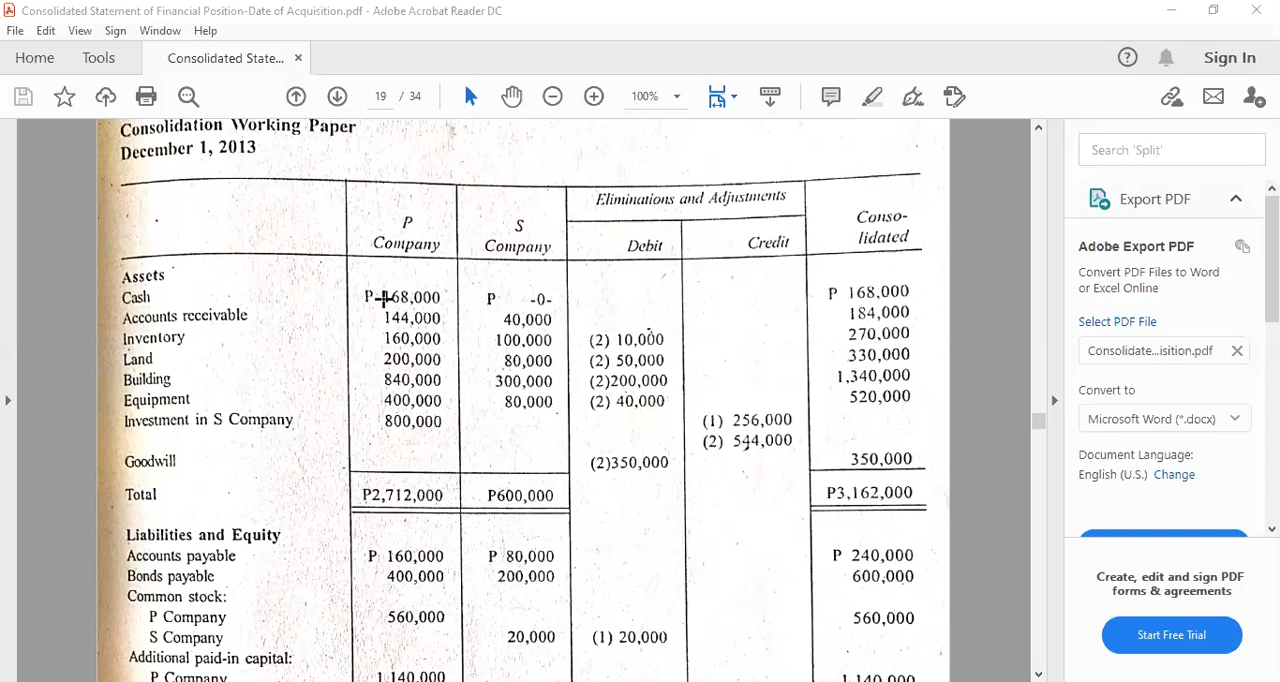 Consolidated Statement of Financial Position-Date of Acquisition.pdf - Adobe Acrobat Reader DC
File Edit View Sign Window Help
Home Tools Consolidated State... ×
Sign In
19 / 34 100%
Consolidation Working Paper
December 1, 2013
P Company S Company Eliminations and Adjustments Debit Credit Conso-lidated
Assets
Cash P 168,000 P -0- P 168,000
Accounts receivable 144,000 40,000 184,000
Inventory 160,000 100,000 (2) 10,000 270,000
Land 200,000 80,000 (2) 50,000 330,000
Building 840,000 300,000 (2)200,000 1,340,000
Equipment 400,000 80,000 (2) 40,000 520,000
Investment in S Company 800,000 (1) 256,000
(2) 544,000
Goodwill (2)350,000 350,000
Total P2,712,000 P600,000 P3,162,000
Liabilities and Equity
Accounts payable P 160,000 P 80,000 P 240,000
Bonds payable 400,000 200,000 600,000
Common stock:
P Company 560,000 560,000
S Company 20,000 (1) 20,000
Additional paid-in capital:
P Company 1,140,000 1,140,000
Search 'Split'
Export PDF
Adobe Export PDF
Convert PDF Files to Word
or Excel Online
Select PDF File
Consolidate...isition.pdf
Convert to
Microsoft Word (*.docx)
Document Language:
English (U.S.) Change
Create, edit and sign PDF
forms & agreements
Start Free Trial